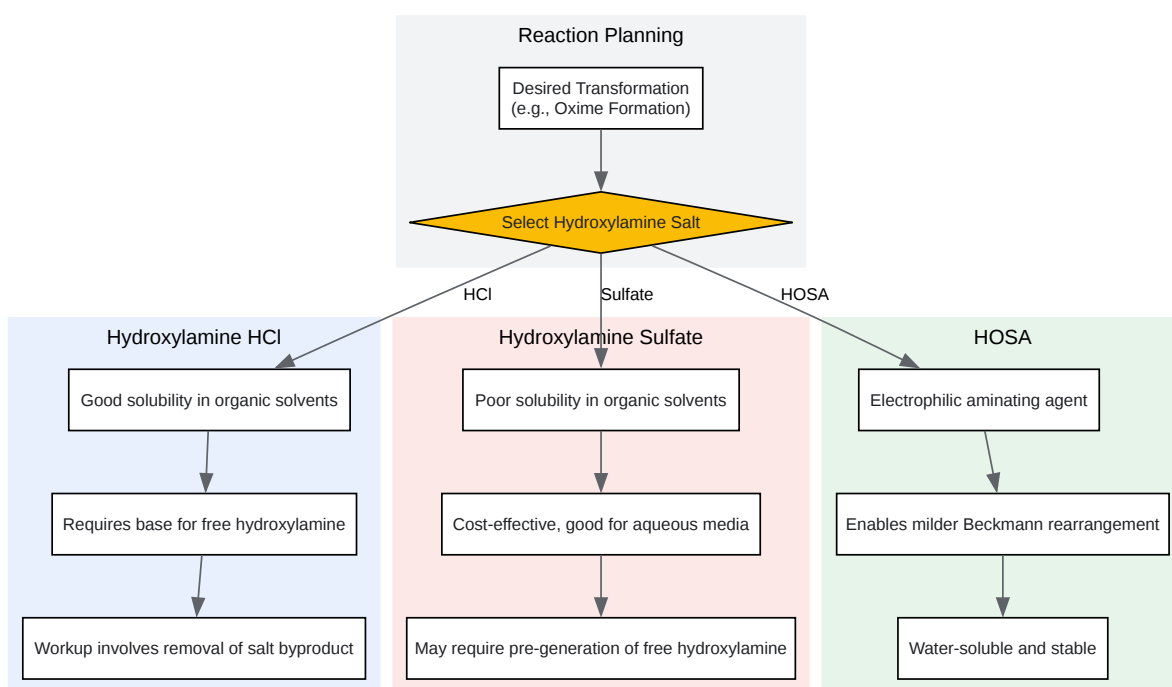 Reaction Planning
Desired Transformation
(e.g., Oxime Formation)
Select Hydroxylamine Salt
HCl
Sulfate
HOSA
Hydroxylamine HCl
Hydroxylamine Sulfate
HOSA
Good solubility in organic solvents
Poor solubility in organic solvents
Electrophilic aminating agent
Requires base for free hydroxylamine
Cost-effective, good for aqueous media
Enables milder Beckmann rearrangement
Workup involves removal of salt byproduct
May require pre-generation of free hydroxylamine
Water-soluble and stable